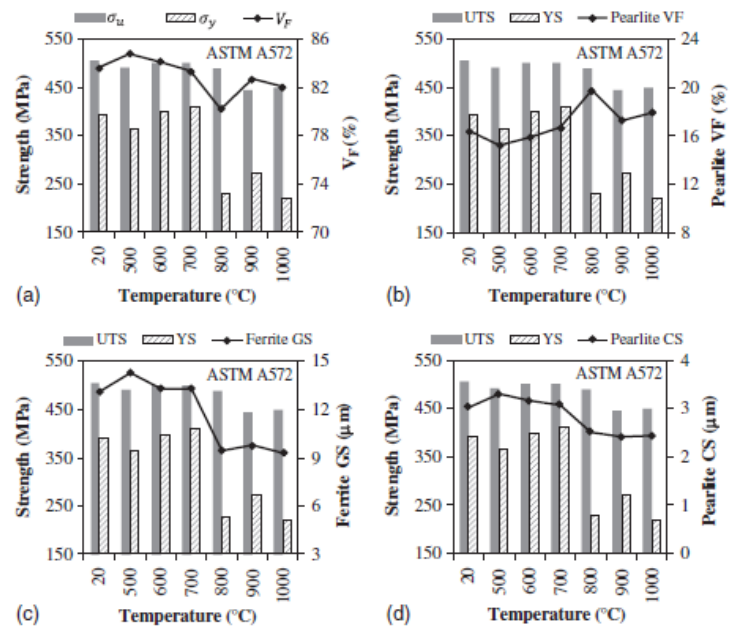 σu σy VF
ASTM A572
Strength (MPa)
550
450
350
250
150
86
82
78
74
70
VF (%)
20 500 600 700 800 900 1000
(a) Temperature (°C)
UTS YS Pearlite VF
ASTM A572
Strength (MPa)
550
450
350
250
150
24
20
16
12
8
Pearlite VF (%)
20 500 600 700 800 900 1000
(b) Temperature (°C)
UTS YS Ferrite GS
ASTM A572
Strength (MPa)
550
450
350
250
150
15
12
9
6
3
Ferrite GS (μm)
20 500 600 700 800 900 1000
(c) Temperature (°C)
UTS YS Pearlite CS
ASTM A572
Strength (MPa)
550
450
350
250
150
4
3
2
1
0
Pearlite CS (μm)
20 500 600 700 800 900 1000
(d) Temperature (°C)